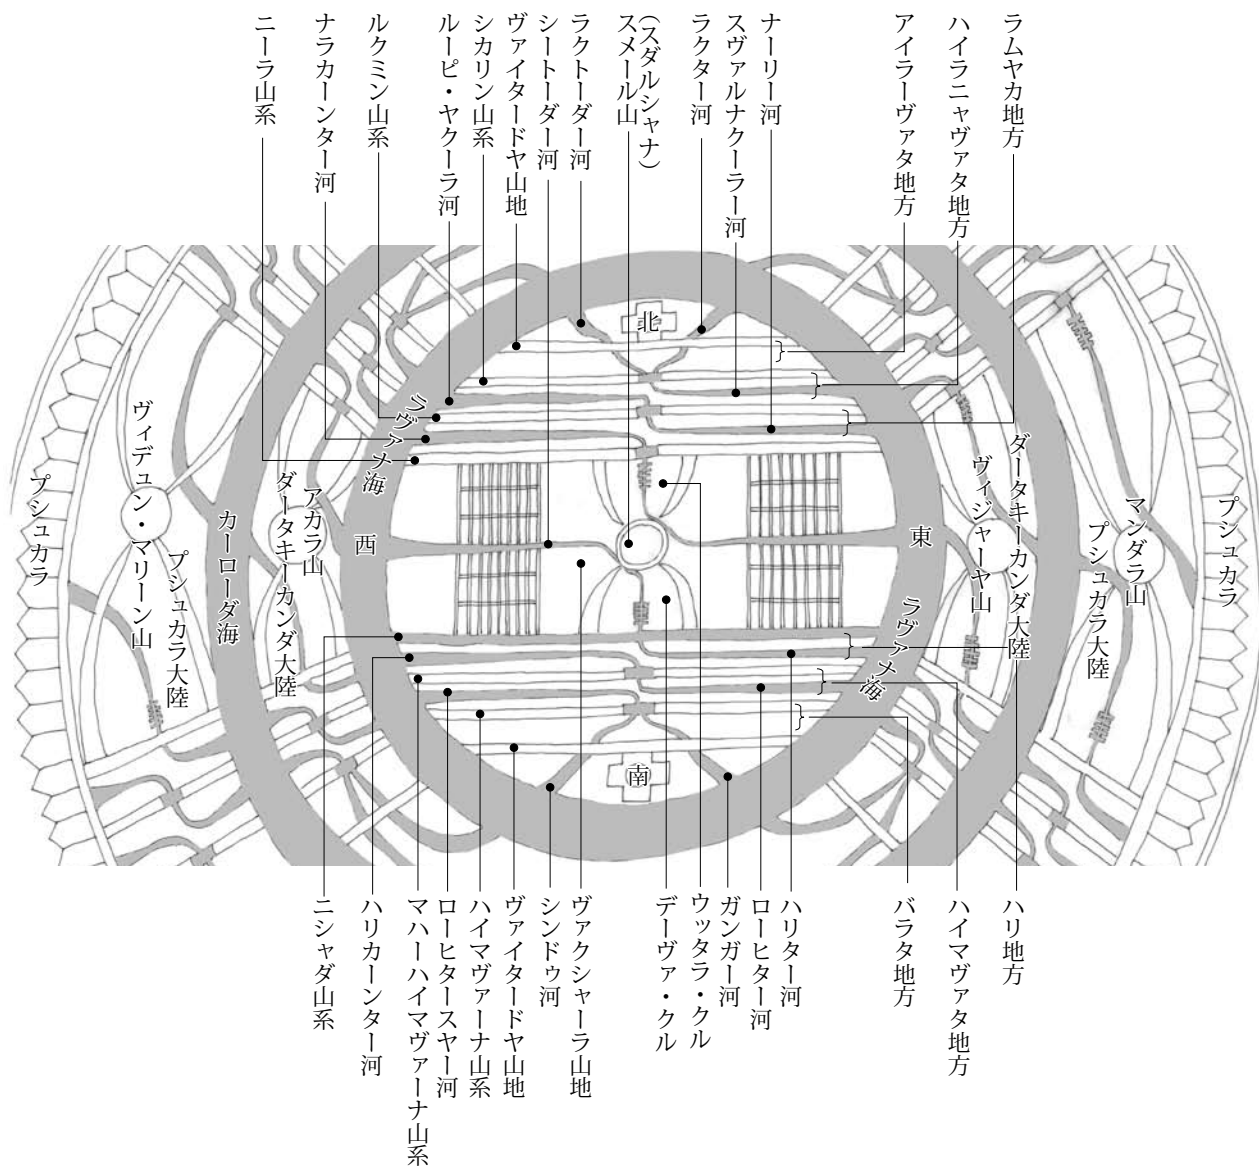 ラムヤカ地方
ハイラニャヴァタ地方
アイラーヴァタ地方
ナーリー河
スヴァルナクーラー河
ラクター河
(スダルシャナ)
スメール山
ラクトーダー河
シートーダー河
ヴァイタードヤ山地
シカリン山系
ルーピ・ヤクーラ河
ルクミン山系
ナラカーンター河
ニーラ山系
北
ラヴァナ海
西
東
ラヴァナ海
南
プシュカラ
マンダラ山
プシュカラ大陸
ダータキーカンダ大陸
ヴィジャーヤ山
アカラ山
ダータキーカンダ大陸
カーローダ海
プシュカラ大陸
ヴィデュン・マリーン山
プシュカラ
ハリ地方
ハイマヴァタ地方
バラタ地方
ハリター河
ローヒター河
ガンガー河
ウッタラ・クル
デーヴァ・クル
ヴァクシャーラ山地
シンドゥ河
ヴァイタードヤ山地
ハイマヴァーナ山系
ローヒタースヤー河
マハーハイマヴァーナ山系
ハリカーンター河
ニシャダ山系